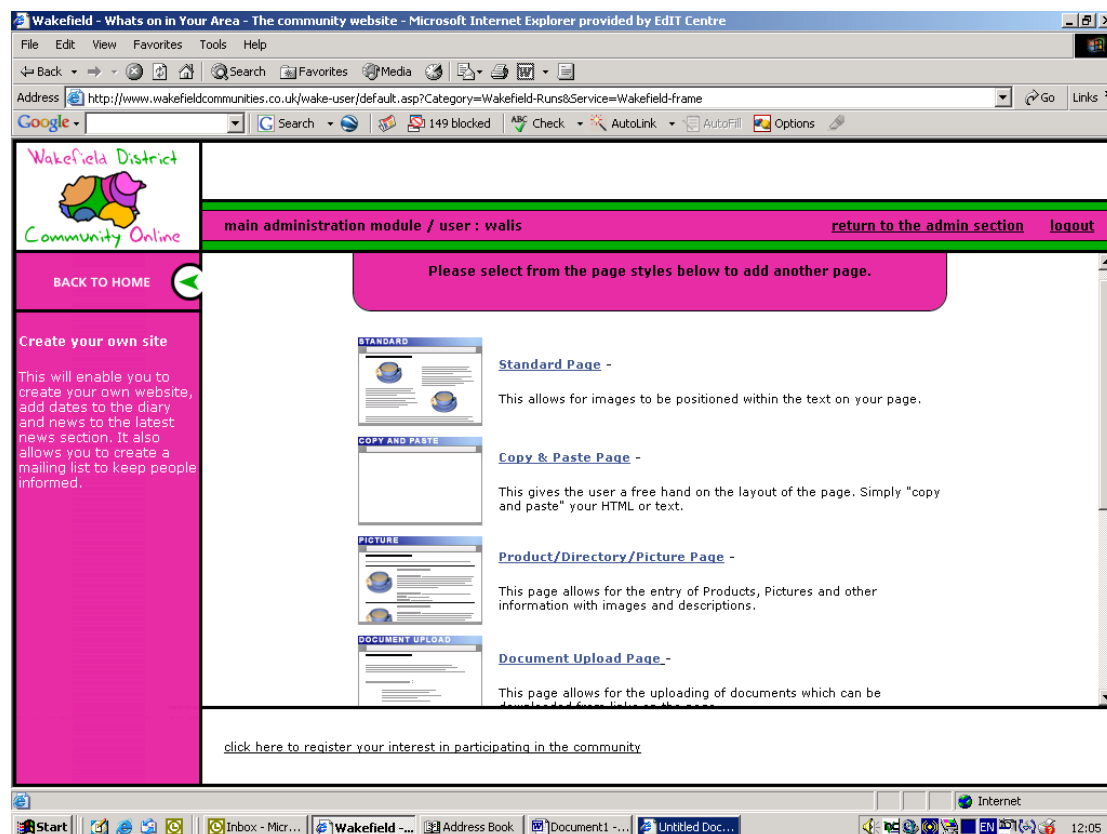 Wakefield - Whats on in Your Area - The community website - Microsoft Internet Explorer provided by EdIT Centre
File Edit View Favorites Tools Help
Back Search Favorites Media
Address http://www.wakefieldcommunities.co.uk/wake-user/default.asp?Category=Wakefield-Runs&Service=Wakefield-frame Go Links
Google Search 149 blocked ABC Check AutoLink AutoFill Options
Wakefield District
Community Online
main administration module / user : walis return to the admin section logout
BACK TO HOME
Please select from the page styles below to add another page.
Create your own site
This will enable you to
create your own website,
add dates to the diary
and news to the latest
news section. It also
allows you to create a
mailing list to keep people
informed.
STANDARD
Standard Page -
This allows for images to be positioned within the text on your page.
COPY AND PASTE
Copy & Paste Page -
This gives the user a free hand on the layout of the page. Simply "copy
and paste" your HTML or text.
PICTURE
Product/Directory/Picture Page -
This page allows for the entry of Products, Pictures and other
information with images and descriptions.
DOCUMENT UPLOAD
Document Upload Page -
This page allows for the uploading of documents which can be
downloaded from links on the page
click here to register your interest in participating in the community
Internet
Start Inbox - Micr... Wakefield -... Address Book Document1 -... Untitled Doc... EN 12:05